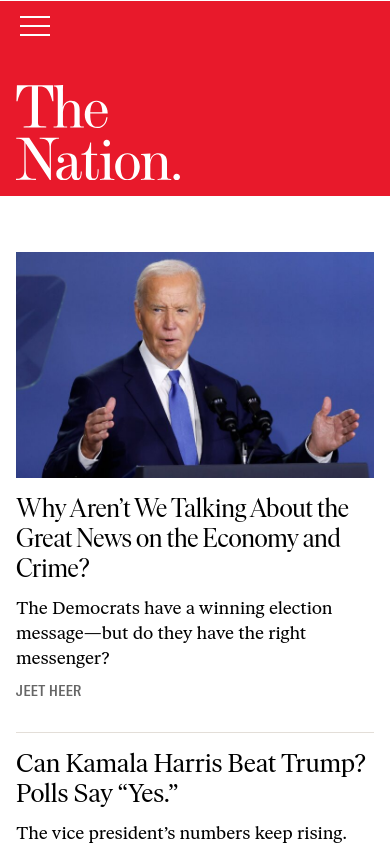 The
Nation.
Why Aren’t We Talking About the
Great News on the Economy and
Crime?
The Democrats have a winning election
message—but do they have the right
messenger?
JEET HEER
Can Kamala Harris Beat Trump?
Polls Say “Yes.”
The vice president’s numbers keep rising.